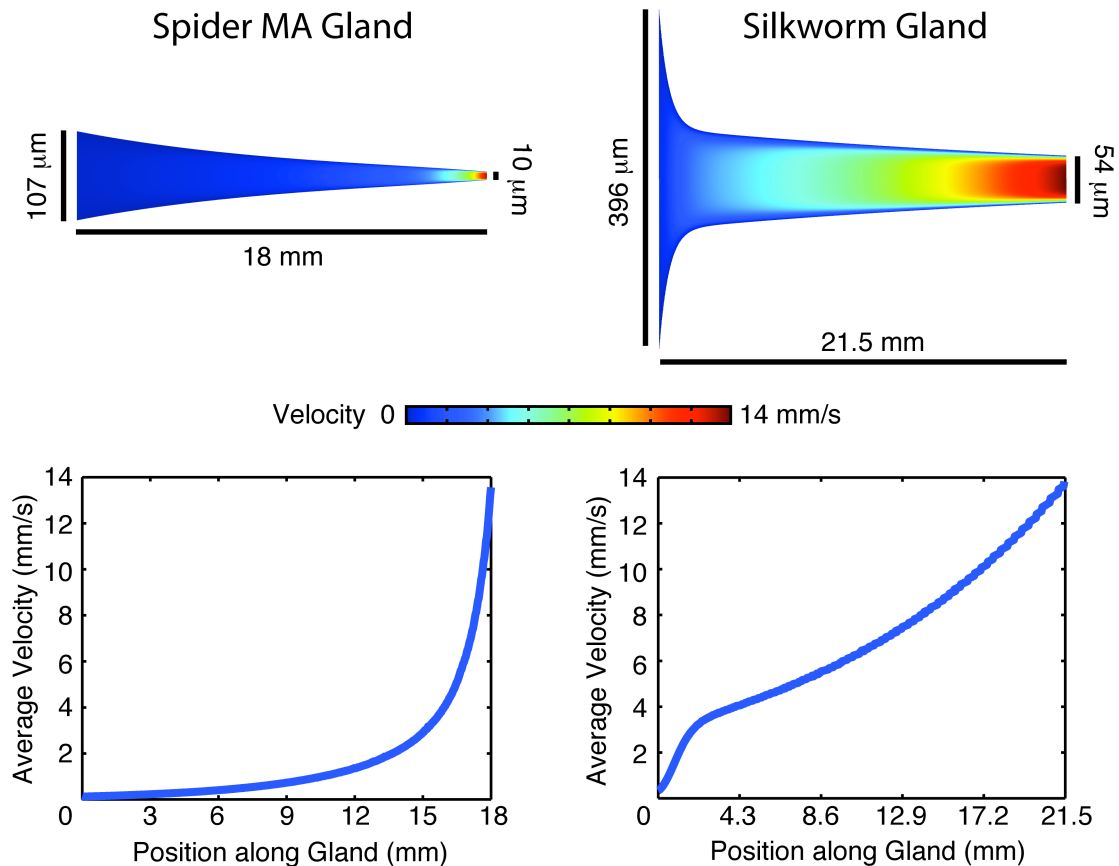 Spider MA Gland
Silkworm Gland
107 μm
10 μm
18 mm
396 μm
54 μm
21.5 mm
Velocity 0 14 mm/s
Average Velocity (mm/s)
14
12
10
8
6
4
2
0 3 6 9 12 15 18
Position along Gland (mm)
Average Velocity (mm/s)
14
12
10
8
6
4
2
0 4.3 8.6 12.9 17.2 21.5
Position along Gland (mm)